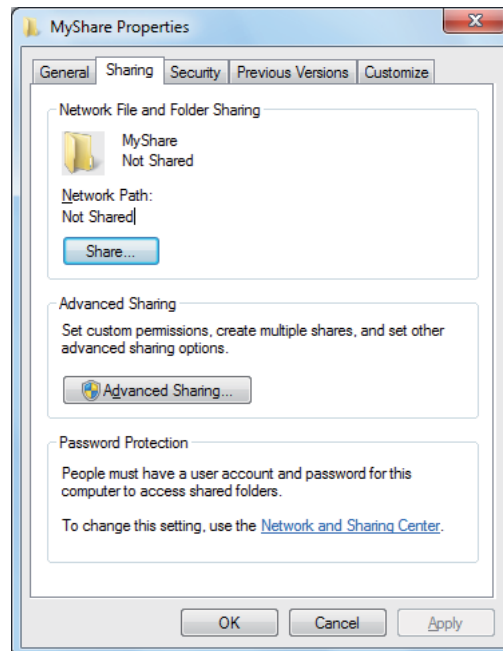 MyShare Properties
General Sharing Security Previous Versions Customize
Network File and Folder Sharing
MyShare
Not Shared
Network Path:
Not Shared
Share...
Advanced Sharing
Set custom permissions, create multiple shares, and set other
advanced sharing options.
Advanced Sharing...
Password Protection
People must have a user account and password for this
computer to access shared folders.
To change this setting, use the Network and Sharing Center.
OK Cancel Apply